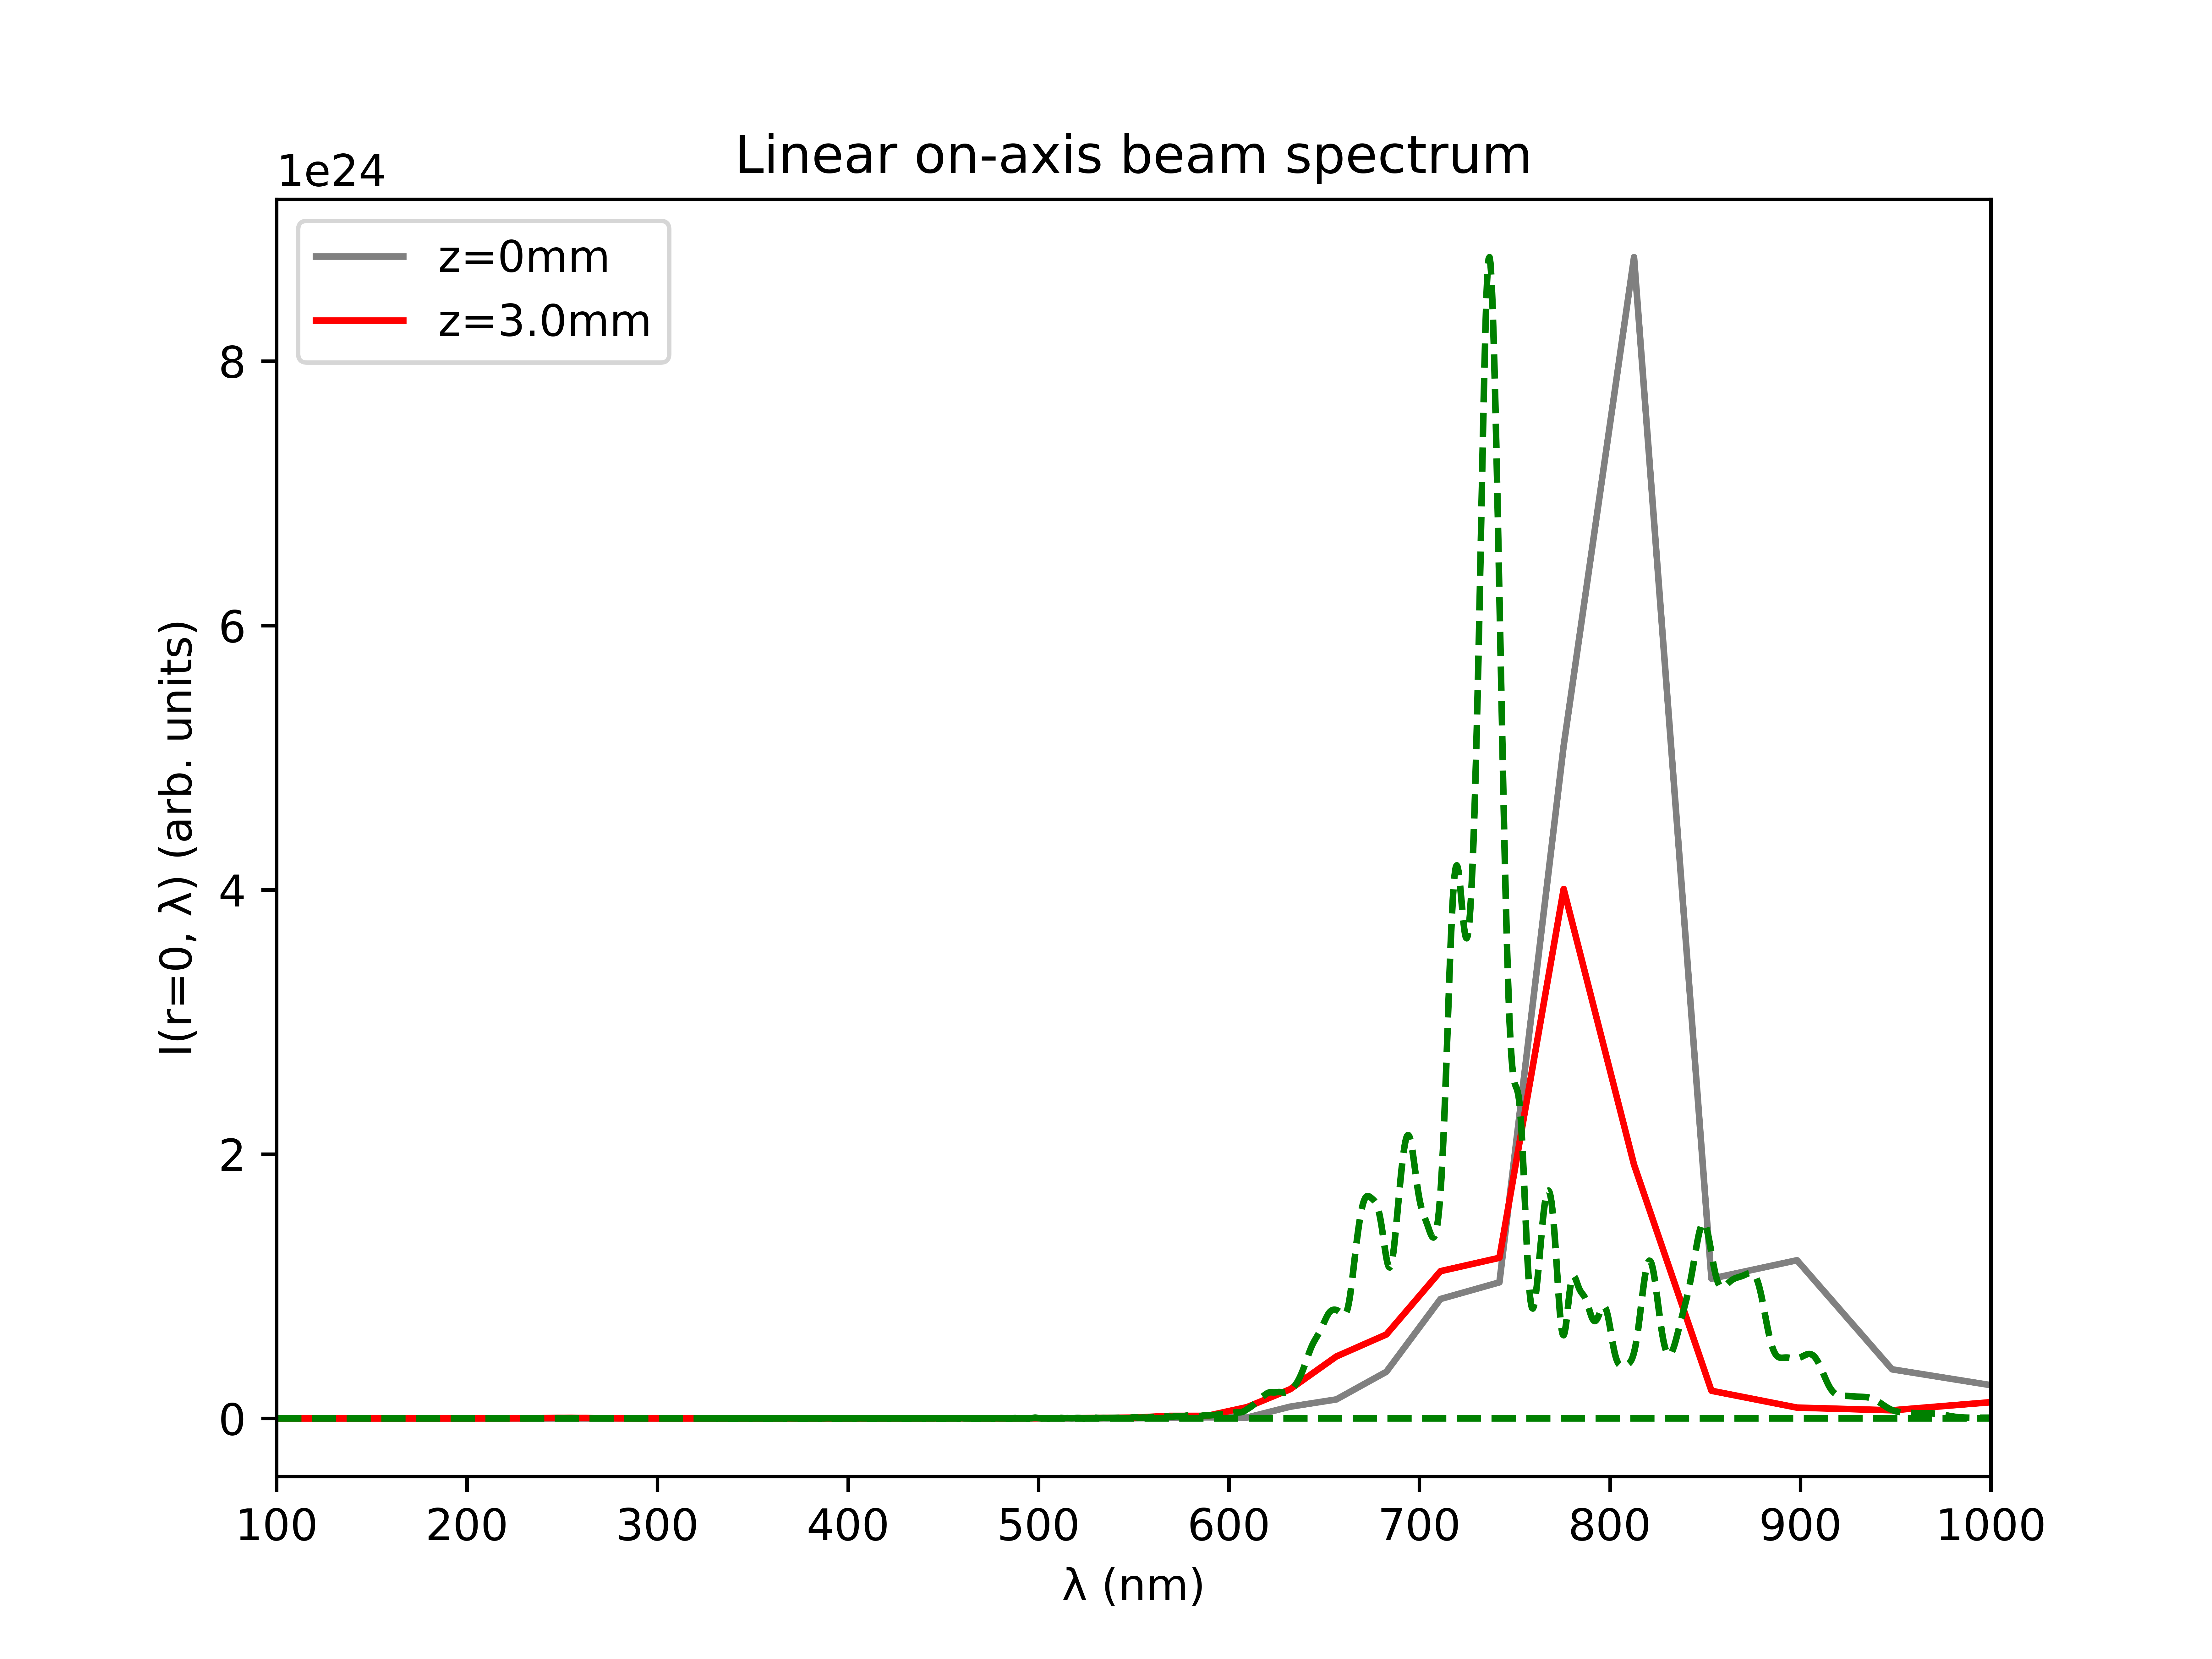 Linear on-axis beam spectrum
1e24
z=0mm
z=3.0mm
I(r=0, λ) (arb. units)
8
6
4
2
0
100 200 300 400 500 600 700 800 900 1000
λ (nm)